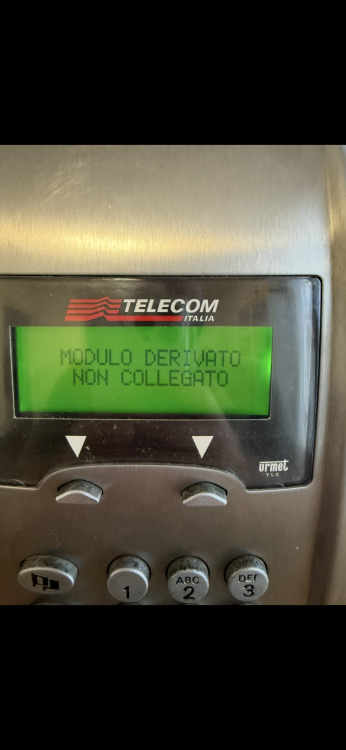 TELECOM
ITALIA
MODULO DERIVATO
NON COLLEGATO
urmet
TLC
1
ABC
2
DEF
3